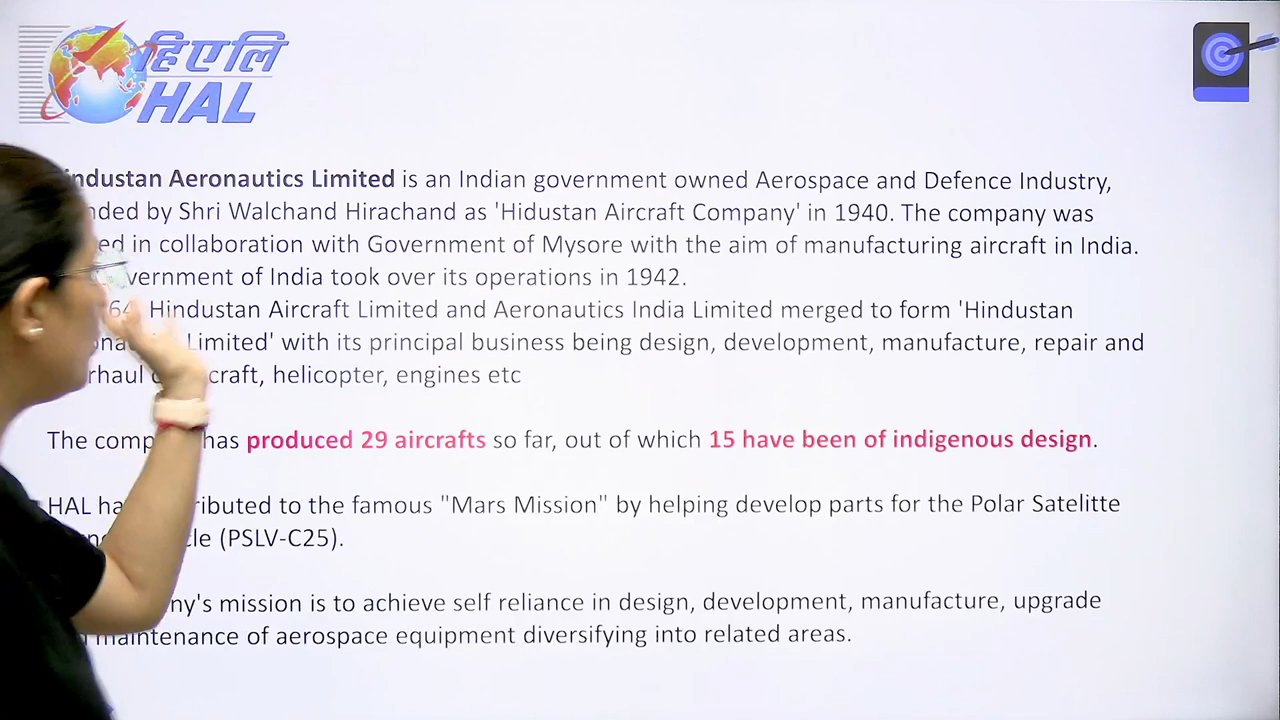 हिएलि
HAL
ndustan Aeronautics Limited is an Indian government owned Aerospace and Defence Industry,
nded by Shri Walchand Hirachand as 'Hidustan Aircraft Company' in 1940. The company was
ed in collaboration with Government of Mysore with the aim of manufacturing aircraft in India.
vernment of India took over its operations in 1942.
64 Hindustan Aircraft Limited and Aeronautics India Limited merged to form 'Hindustan
Limited' with its principal business being design, development, manufacture, repair and
rhaul craft, helicopter, engines etc
The comp has produced 29 aircrafts so far, out of which 15 have been of indigenous design.
HAL ha ributed to the famous "Mars Mission" by helping develop parts for the Polar Satelitte
cle (PSLV-C25).
ny's mission is to achieve self reliance in design, development, manufacture, upgrade
maintenance of aerospace equipment diversifying into related areas.